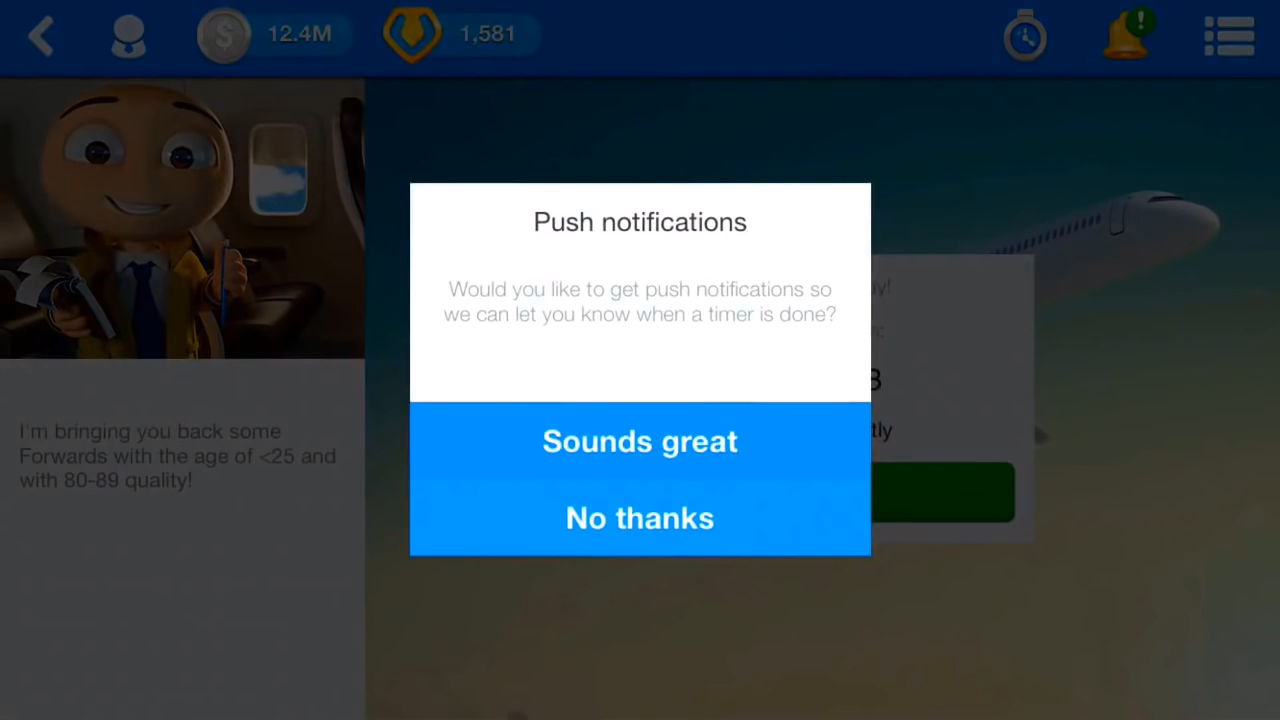 12.4M
1,581
Push notifications
Would you like to get push notifications so
we can let you know when a timer is done?
Sounds great
No thanks
I'm bringing you back some
Forwards with the age of <25 and
with 80-89 quality!